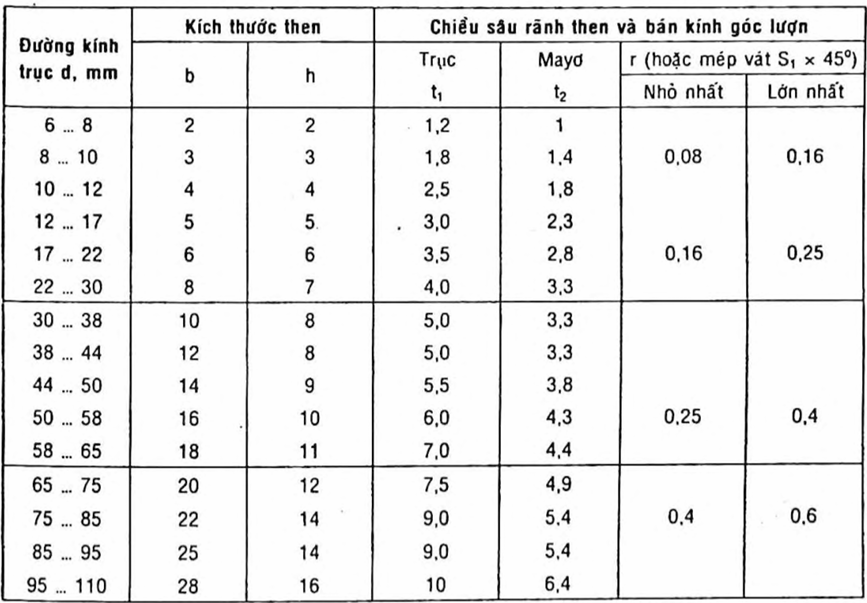 Đường kính trục d, mm | Kích thước then | Chiều sâu rãnh then và bán kính góc lượn
b | h | Trục t₁ | Mayơ t₂ | r (hoặc mép vát S₁ × 45°)
Nhỏ nhất | Lớn nhất
6 ... 8 | 2 | 2 | 1,2 | 1
8 ... 10 | 3 | 3 | 1,8 | 1,4 | 0,08 | 0,16
10 ... 12 | 4 | 4 | 2,5 | 1,8
12 ... 17 | 5 | 5 | 3,0 | 2,3
17 ... 22 | 6 | 6 | 3,5 | 2,8 | 0,16 | 0,25
22 ... 30 | 8 | 7 | 4,0 | 3,3
30 ... 38 | 10 | 8 | 5,0 | 3,3
38 ... 44 | 12 | 8 | 5,0 | 3,3
44 ... 50 | 14 | 9 | 5,5 | 3,8
50 ... 58 | 16 | 10 | 6,0 | 4,3 | 0,25 | 0,4
58 ... 65 | 18 | 11 | 7,0 | 4,4
65 ... 75 | 20 | 12 | 7,5 | 4,9
75 ... 85 | 22 | 14 | 9,0 | 5,4 | 0,4 | 0,6
85 ... 95 | 25 | 14 | 9,0 | 5,4
95 ... 110 | 28 | 16 | 10 | 6,4